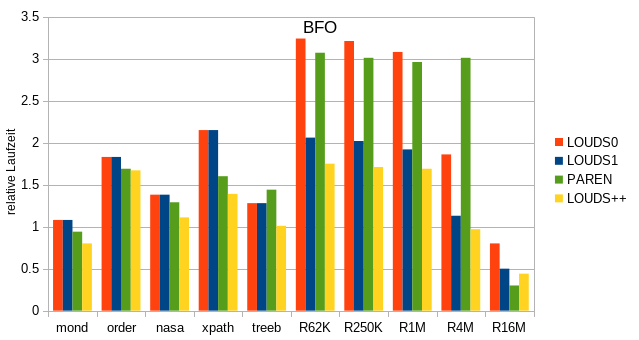 BFO
3.5
3
2.5
2
1.5
1
0.5
0
relative Laufzeit
mond order nasa xpath treeb R62K R250K R1M R4M R16M
LOUDS0
LOUDS1
PAREN
LOUDS++